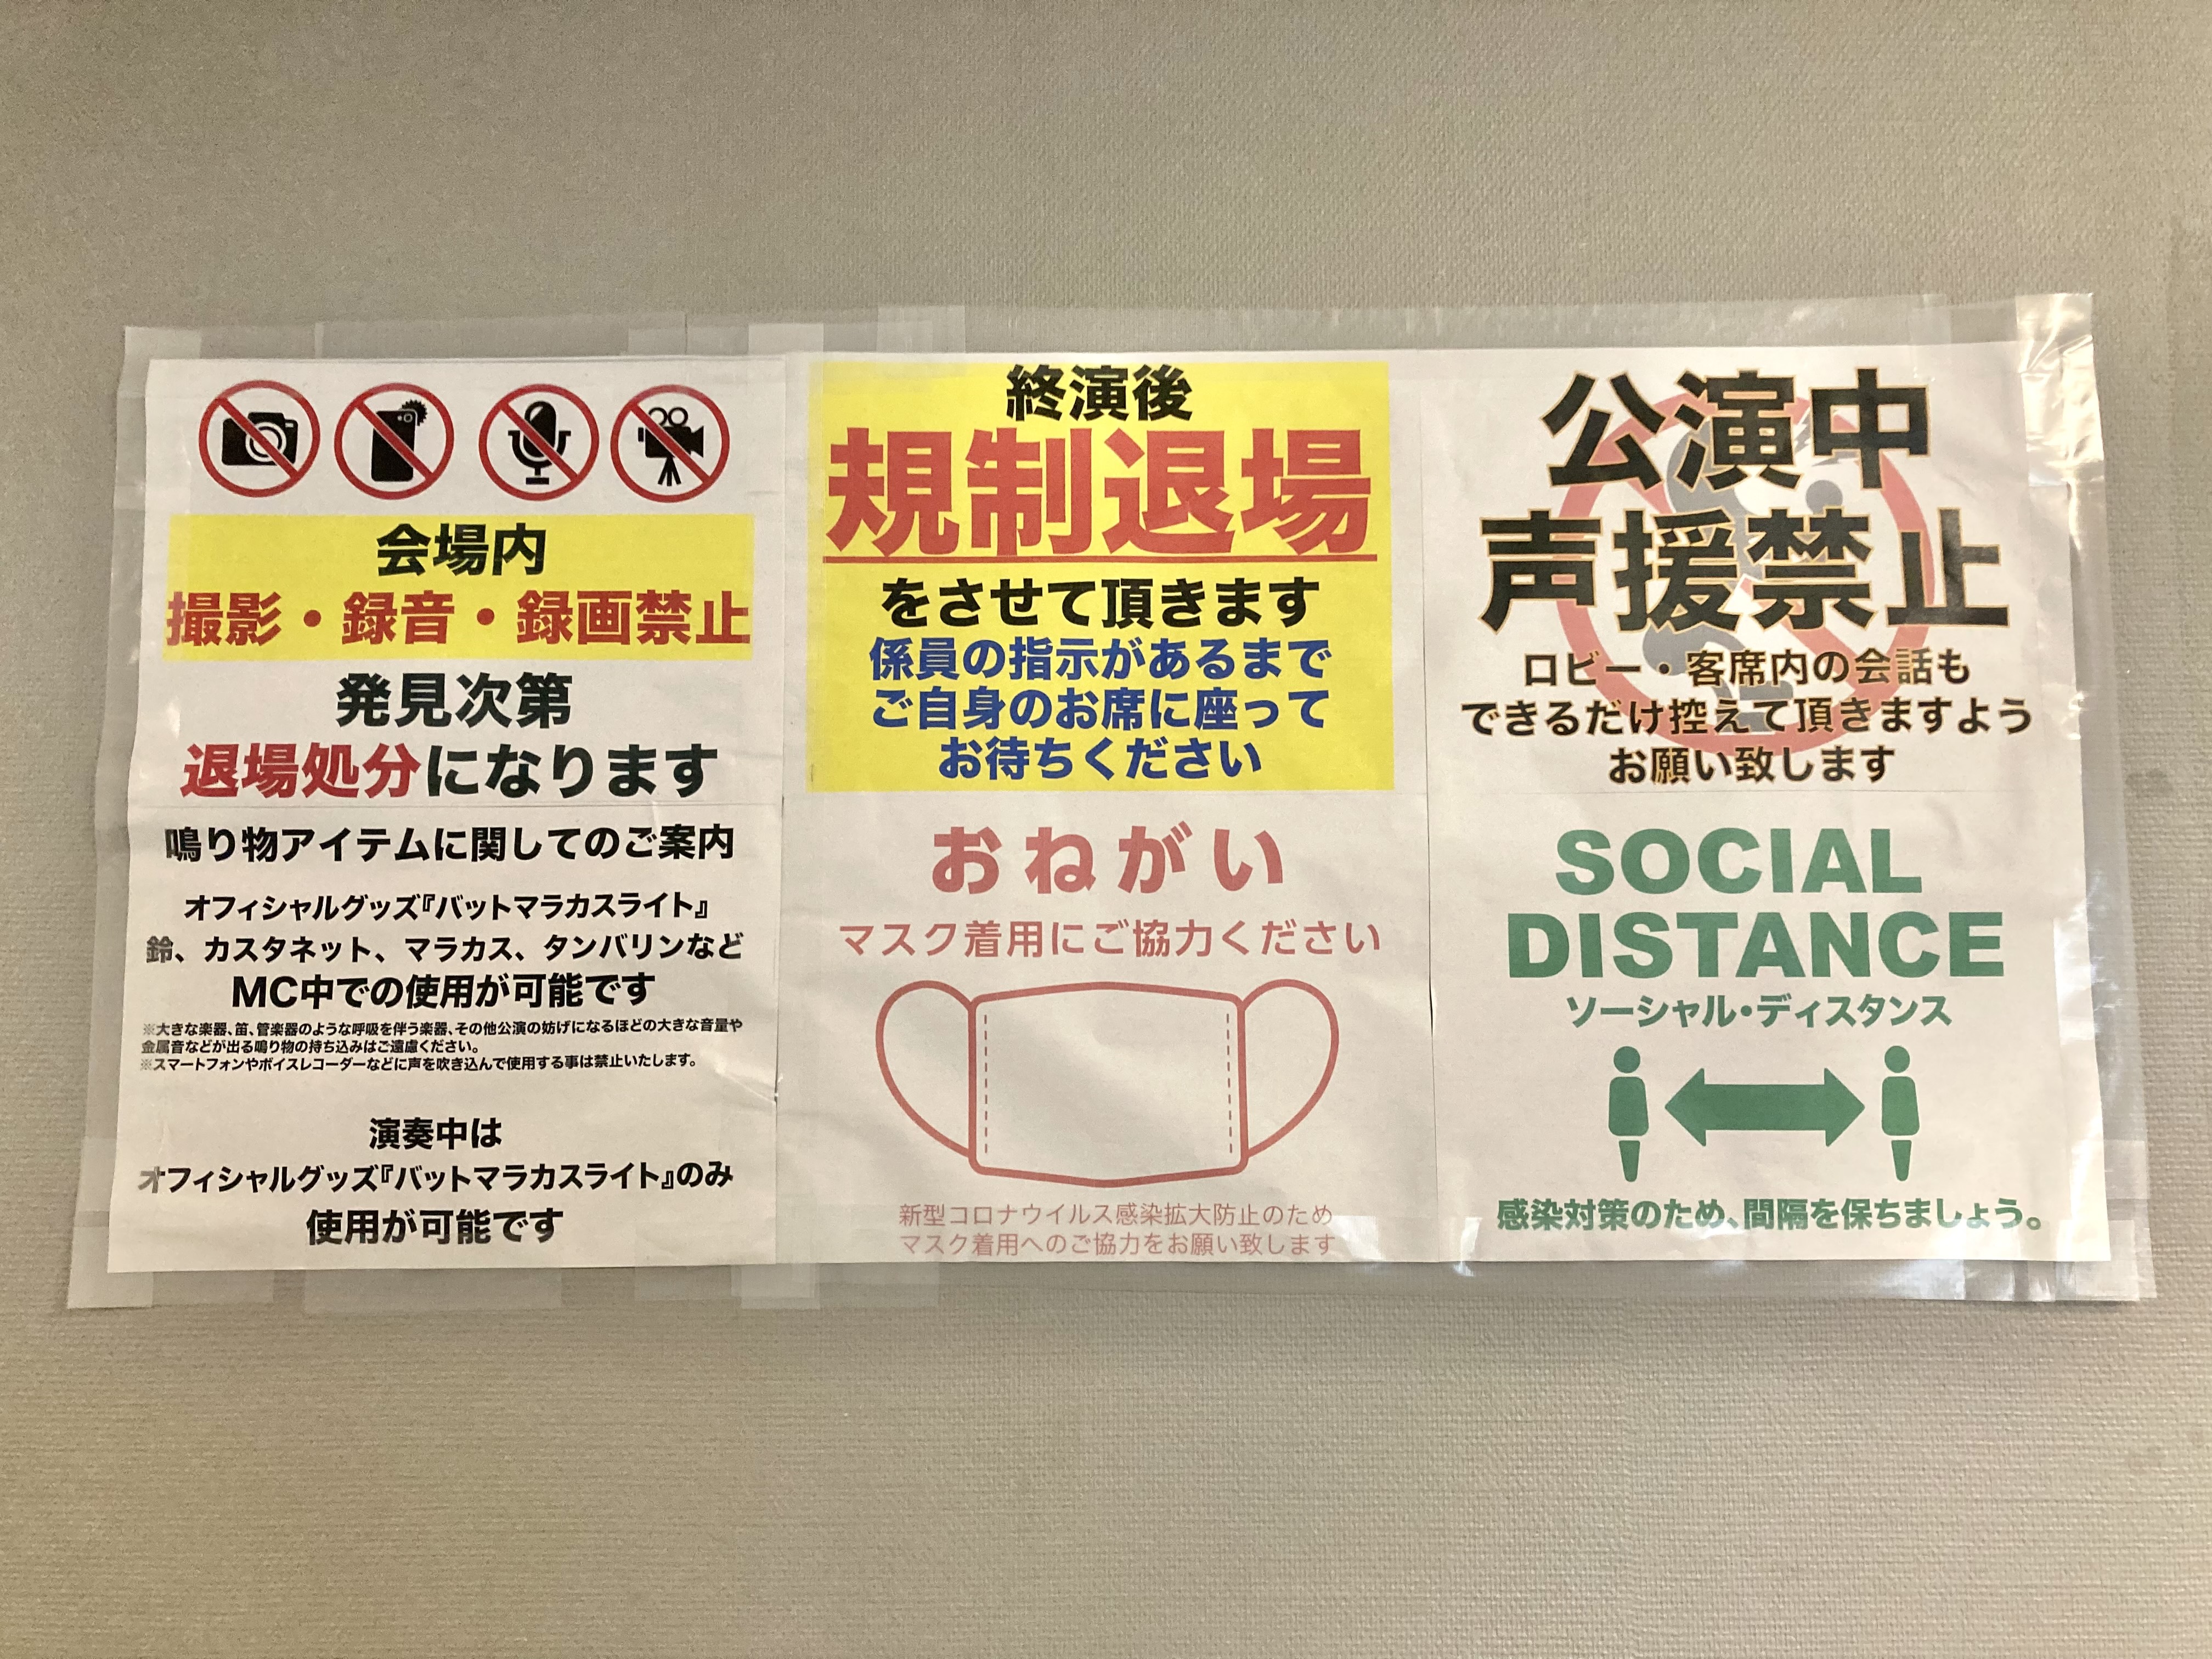 会場内
撮影・録音・録画禁止
発見次第
退場処分になります
鳴り物アイテムに関してのご案内
オフィシャルグッズ『バットマラカスライト』
鈴、カスタネット、マラカス、タンバリンなど
MC中での使用が可能です
※大きな楽器、笛、管楽器のような呼吸を伴う楽器、その他公演の妨げになるほどの大きな音量や
金属音などが出る鳴り物の持ち込みはご遠慮ください。
※スマートフォンやボイスレコーダーなどに声を吹き込んで使用する事は禁止いたします。
演奏中は
オフィシャルグッズ『バットマラカスライト』のみ
使用が可能です
終演後
規制退場
をさせて頂きます
係員の指示があるまで
ご自身のお席に座って
お待ちください
おねがい
マスク着用にご協力ください
新型コロナウイルス感染拡大防止のため
マスク着用へのご協力をお願い致します
公演中
声援禁止
ロビー・客席内の会話も
できるだけ控えて頂きますよう
お願い致します
SOCIAL
DISTANCE
ソーシャル・ディスタンス
感染対策のため、間隔を保ちましょう。